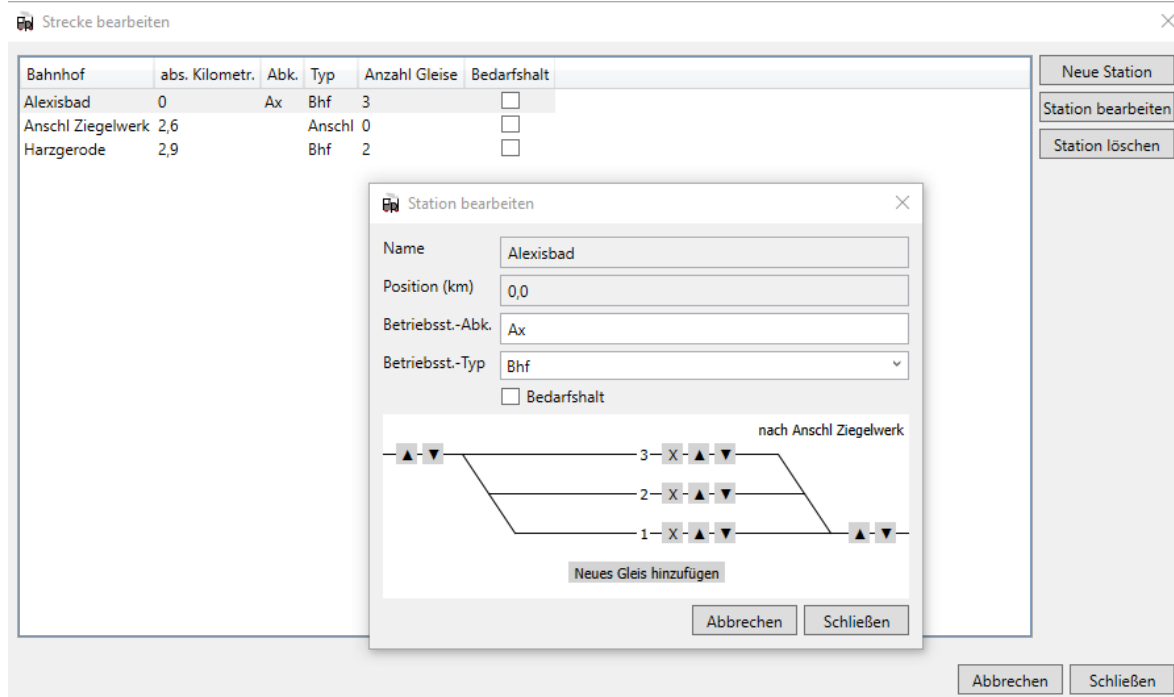 Strecke bearbeiten
Bahnhof abs. Kilometr. Abk. Typ Anzahl Gleise Bedarfshalt
Alexisbad 0 Ax Bhf 3
Anschl Ziegelwerk 2,6 Anschl 0
Harzgerode 2,9 Bhf 2
Neue Station
Station bearbeiten
Station löschen
Station bearbeiten
Name Alexisbad
Position (km) 0,0
Betriebsst.-Abk. Ax
Betriebsst.-Typ Bhf
Bedarfshalt
nach Anschl Ziegelwerk
▲ ▼ 3 X ▲ ▼
2 X ▲ ▼
1 X ▲ ▼ ▲ ▼
Neues Gleis hinzufügen
Abbrechen Schließen
Abbrechen Schließen